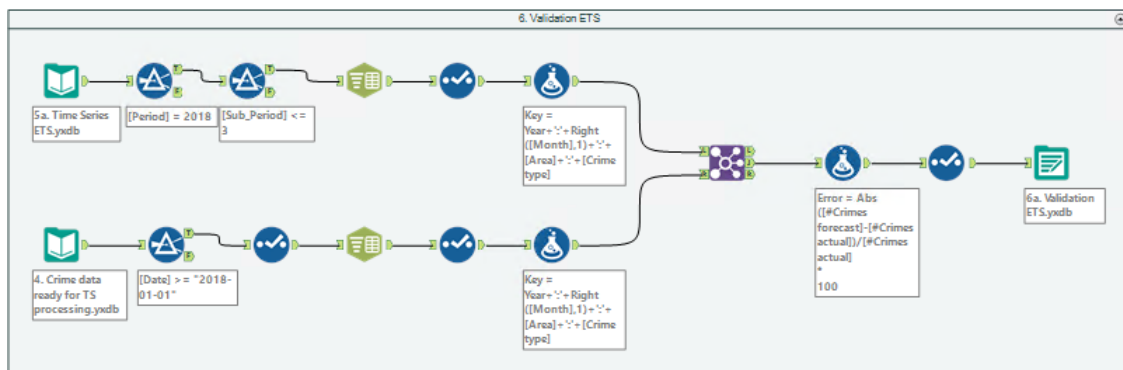 6. Validation ETS
5a. Time Series
ETS.yxdb
[Period] = 2018
[Sub_Period] <=
3
Key =
Year+':'+Right
([Month],1)+':'+
[Area]+':'+[Crime
type]
4. Crime data
ready for TS
processing.yxdb
[Date] >= "2018-
01-01"
Key =
Year+':'+Right
([Month],1)+':'+
[Area]+':'+[Crime
type]
Error = Abs
([#Crimes
forecast]-[#Crimes
actual])/[#Crimes
actual]
*
100
6a. Validation
ETS.yxdb